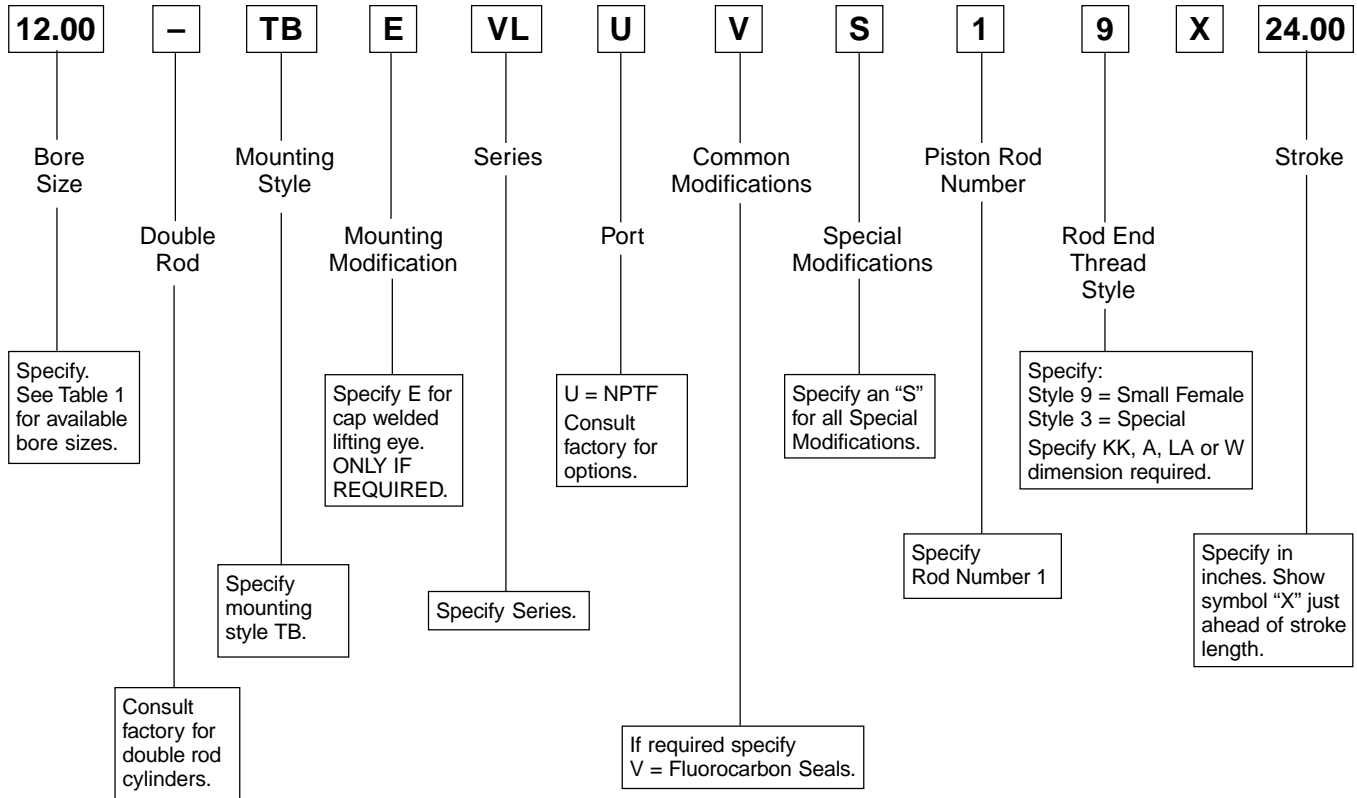 12.00 – TB E VL U V S 1 9 X 24.00
Bore
Size
Double
Rod
Mounting
Style
Mounting
Modification
Series
Port
Common
Modifications
Special
Modifications
Piston Rod
Number
Rod End
Thread
Style
Stroke
Specify.
See Table 1
for available
bore sizes.
Consult
factory for
double rod
cylinders.
Specify
mounting
style TB.
Specify E for
cap welded
lifting eye.
ONLY IF
REQUIRED.
Specify Series.
U = NPTF
Consult
factory for
options.
If required specify
V = Fluorocarbon Seals.
Specify an “S”
for all Special
Modifications.
Specify
Rod Number 1
Specify:
Style 9 = Small Female
Style 3 = Special
Specify KK, A, LA or W
dimension required.
Specify in
inches. Show
symbol “X” just
ahead of stroke
length.